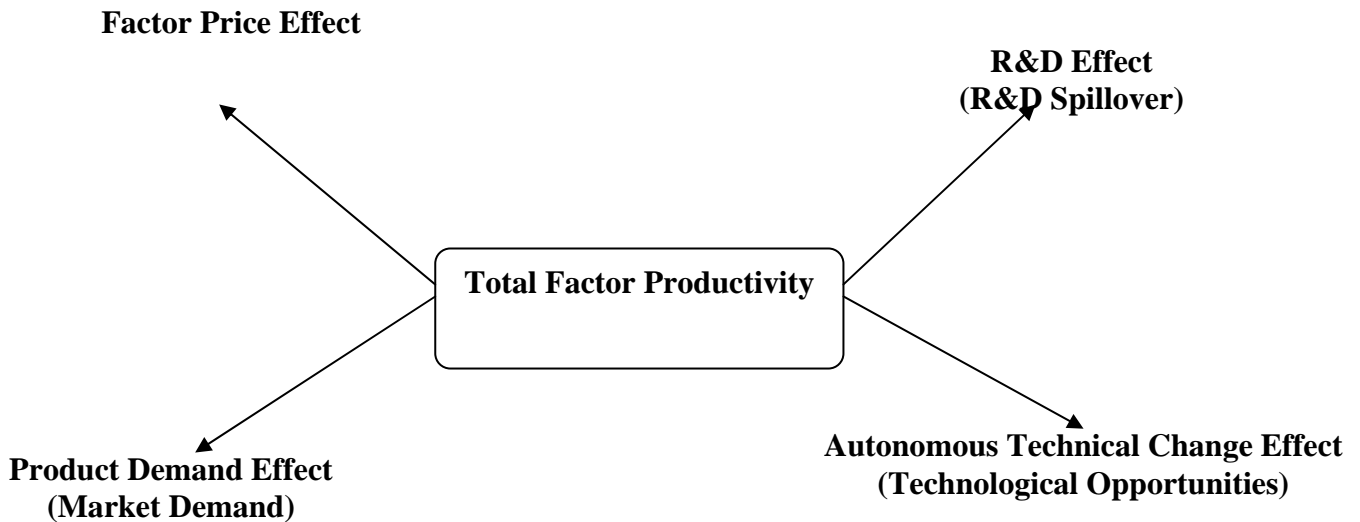 Factor Price Effect
R&D Effect
(R&D Spillover)
Total Factor Productivity
Product Demand Effect
(Market Demand)
Autonomous Technical Change Effect
(Technological Opportunities)